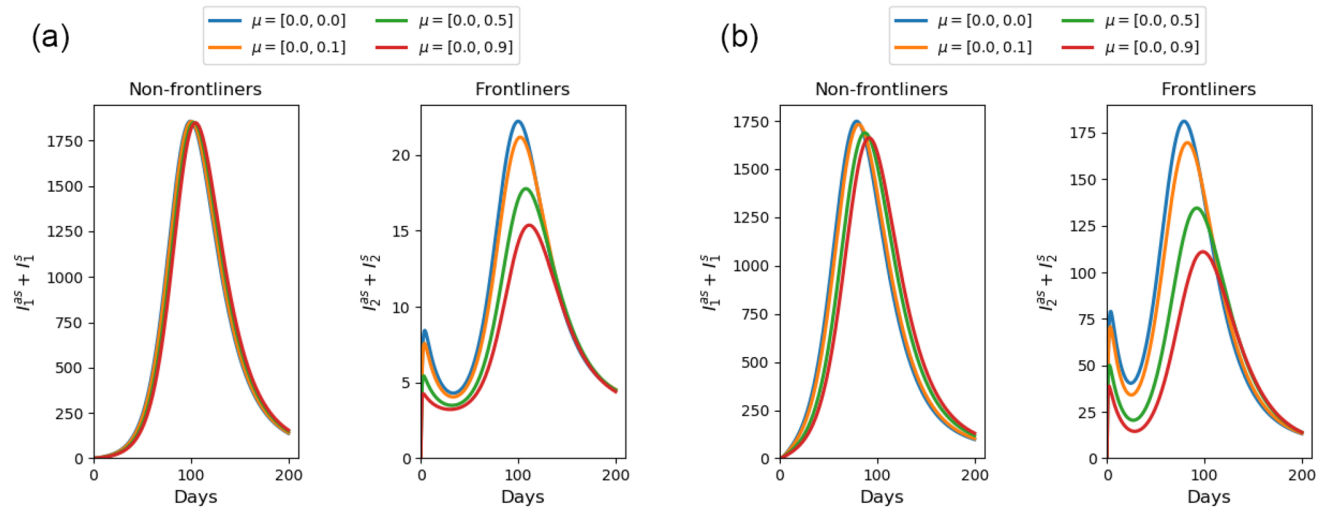 (a)
μ = [0.0, 0.0]
μ = [0.0, 0.5]
μ = [0.0, 0.1]
μ = [0.0, 0.9]
Non-frontliners
I₁ᵃˢ + I₁ˢ
1750
1500
1250
1000
750
500
250
0
0 100 200
Days
Frontliners
I₂ᵃˢ + I₂ˢ
20
15
10
5
0
0 100 200
Days
(b)
μ = [0.0, 0.0]
μ = [0.0, 0.5]
μ = [0.0, 0.1]
μ = [0.0, 0.9]
Non-frontliners
I₁ᵃˢ + I₁ˢ
1750
1500
1250
1000
750
500
250
0
0 100 200
Days
Frontliners
I₂ᵃˢ + I₂ˢ
175
150
125
100
75
50
25
0
0 100 200
Days